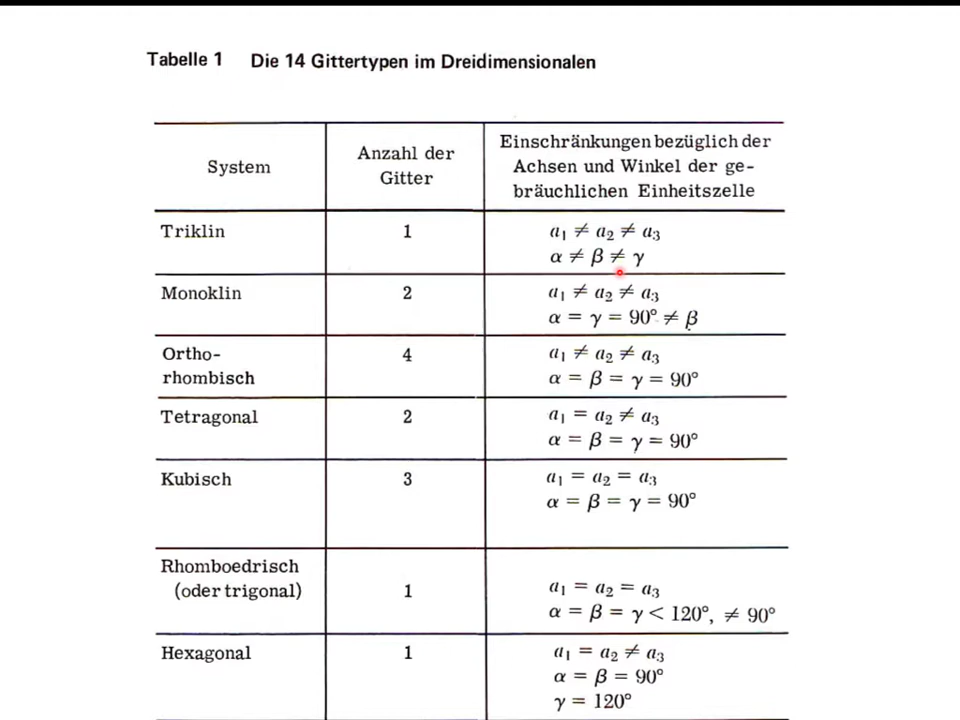 Tabelle 1 Die 14 Gittertypen im Dreidimensionalen
System
Anzahl der
Gitter
Einschränkungen bezüglich der
Achsen und Winkel der ge-
bräuchlichen Einheitszelle
Triklin
1
a₁ ≠ a₂ ≠ a₃
α ≠ β ≠ γ
Monoklin
2
a₁ ≠ a₂ ≠ a₃
α = γ = 90° ≠ β
Ortho-
rhombisch
4
a₁ ≠ a₂ ≠ a₃
α = β = γ = 90°
Tetragonal
2
a₁ = a₂ ≠ a₃
α = β = γ = 90°
Kubisch
3
a₁ = a₂ = a₃
α = β = γ = 90°
Rhomboedrisch
(oder trigonal)
1
a₁ = a₂ = a₃
α = β = γ < 120°, ≠ 90°
Hexagonal
1
a₁ = a₂ ≠ a₃
α = β = 90°
γ = 120°